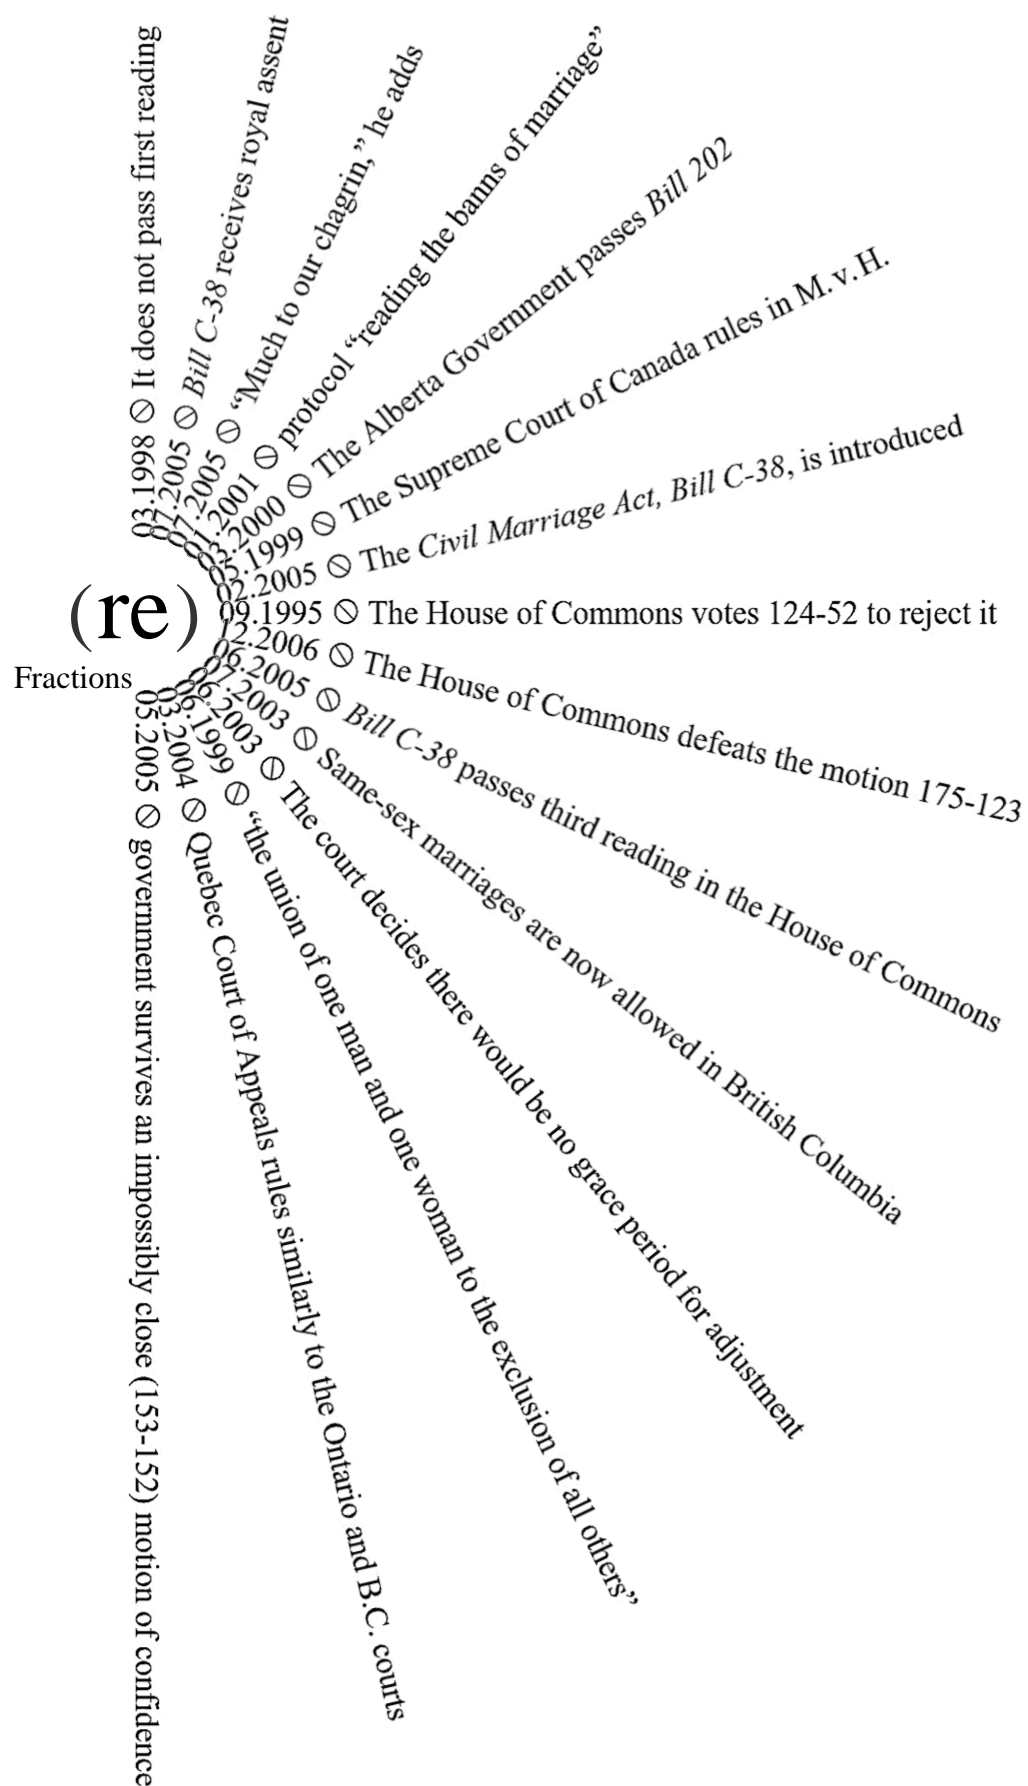 03.1998 ⃠ It does not pass first reading
07.2005 ⃠ Bill C-38 receives royal assent
07.2005 ⃠ “Much to our chagrin,” he adds
01.2001 ⃠ protocol “reading the banns of marriage”
03.2000 ⃠ The Alberta Government passes Bill 202
05.1999 ⃠ The Supreme Court of Canada rules in M. v. H.
02.2005 ⃠ The Civil Marriage Act, Bill C-38, is introduced
(re)
09.1995 ⃠ The House of Commons votes 124-52 to reject it
12.2006 ⃠ The House of Commons defeats the motion 175-123
Fractions
06.2005 ⃠ Bill C-38 passes third reading in the House of Commons
07.2003 ⃠ Same-sex marriages are now allowed in British Columbia
06.2003 ⃠ The court decides there would be no grace period for adjustment
06.1999 ⃠ “the union of one man and one woman to the exclusion of all others”
03.2004 ⃠ Quebec Court of Appeals rules similarly to the Ontario and B.C. courts
05.2005 ⃠ government survives an impossibly close (153-152) motion of confidence